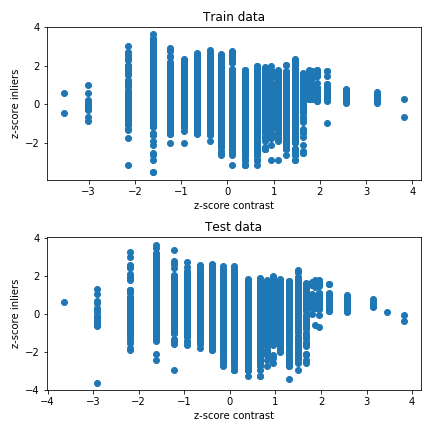 Train data
4
2
0
−2
z-score inliers
−3 −2 −1 0 1 2 3 4
z-score contrast
Test data
4
2
0
−2
−4
z-score inliers
−4 −3 −2 −1 0 1 2 3 4
z-score contrast